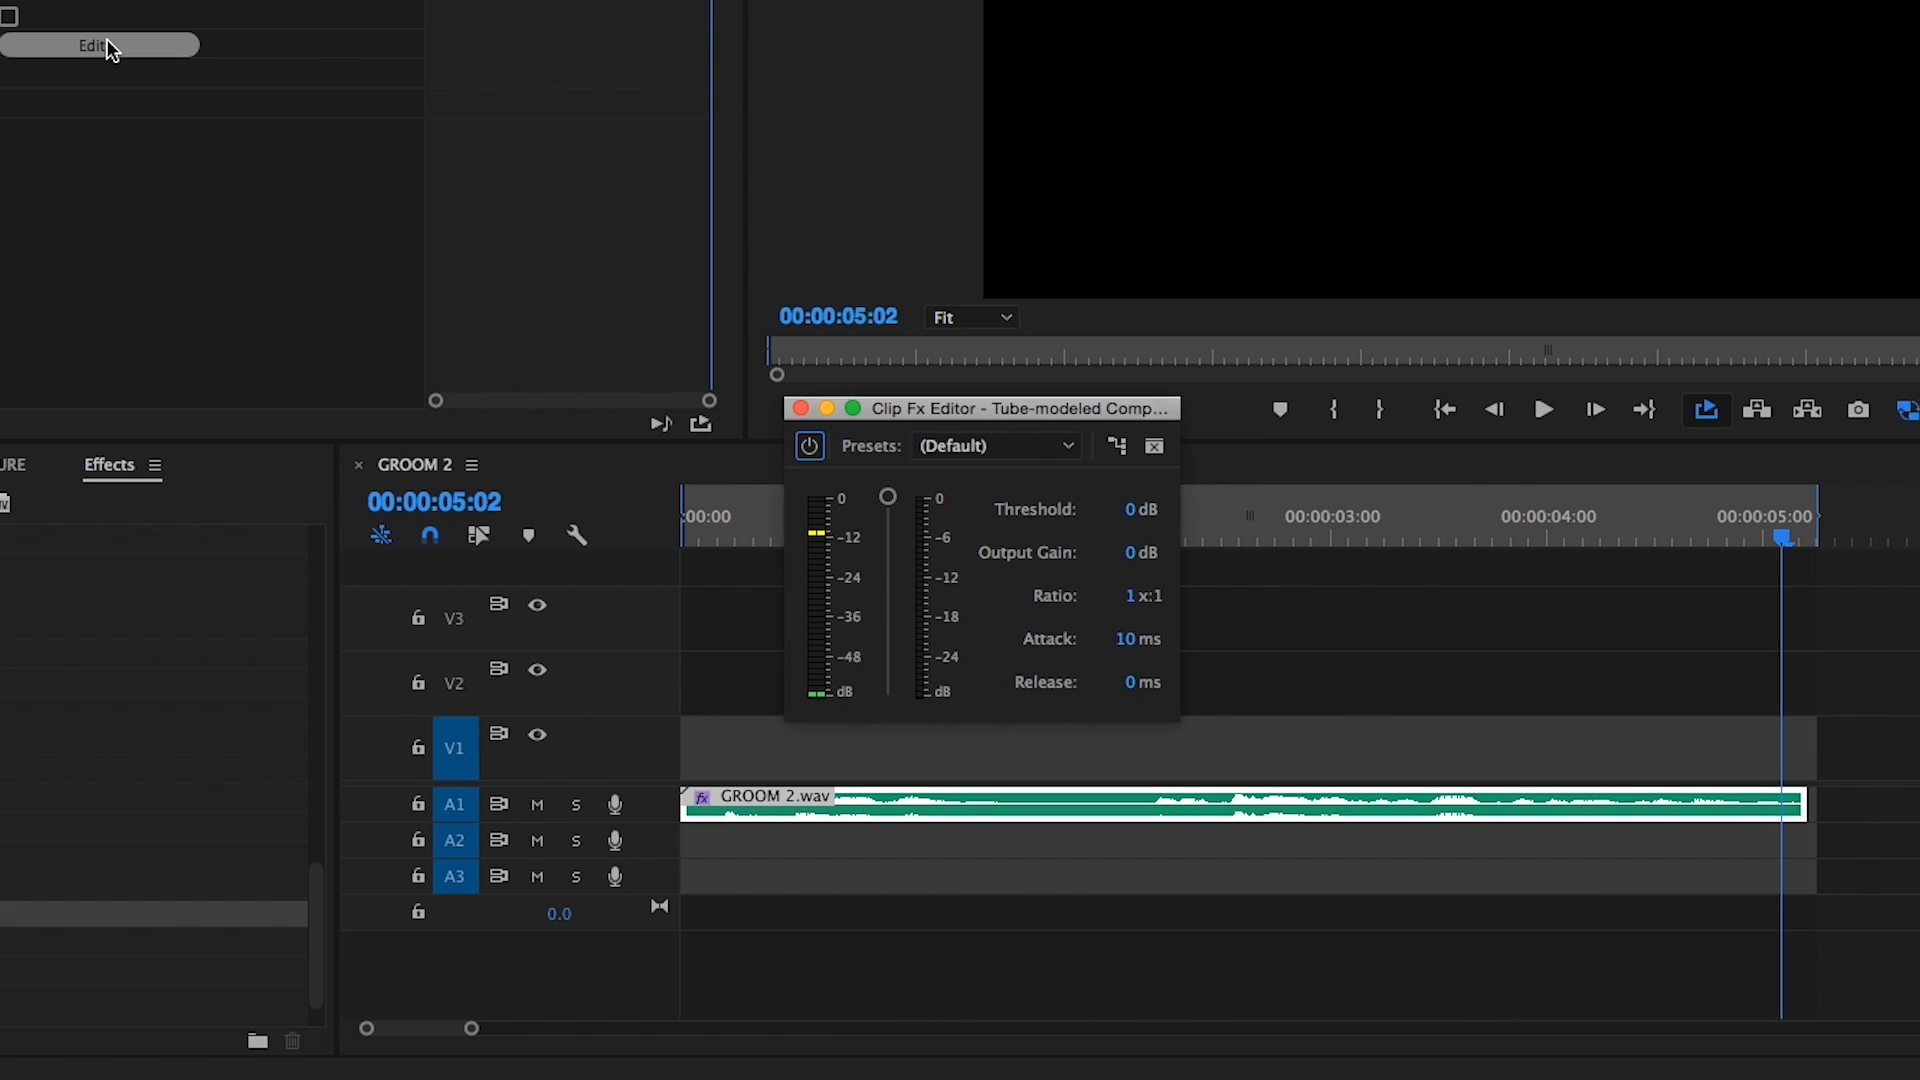 Edit
00:00:05:02
Fit
Clip Fx Editor - Tube-modeled Comp...
Presets: (Default)
0
-12
-24
-36
-48
dB
0
-6
-12
-18
-24
dB
Threshold: 0 dB
Output Gain: 0 dB
Ratio: 1 x:1
Attack: 10 ms
Release: 0 ms
URE
Effects
× GROOM 2
00:00:05:02
:00:00
00:00:03:00
00:00:04:00
00:00:05:00
V3
V2
V1
A1 M S
fx GROOM 2.wav
A2 M S
A3 M S
0.0